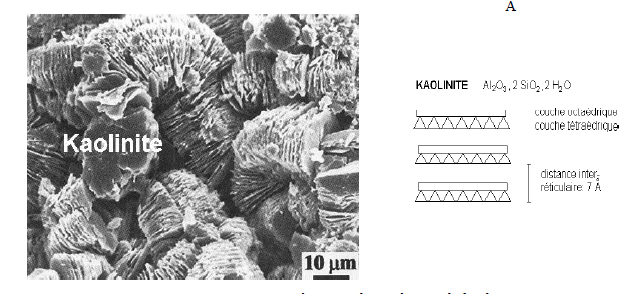 A
Kaolinite
10 µm
KAOLINITE Al₂O₃, 2 SiO₂, 2 H₂O
couche octaédrique
couche tétraédrique
distance inter-
réticulaire: 7 Å